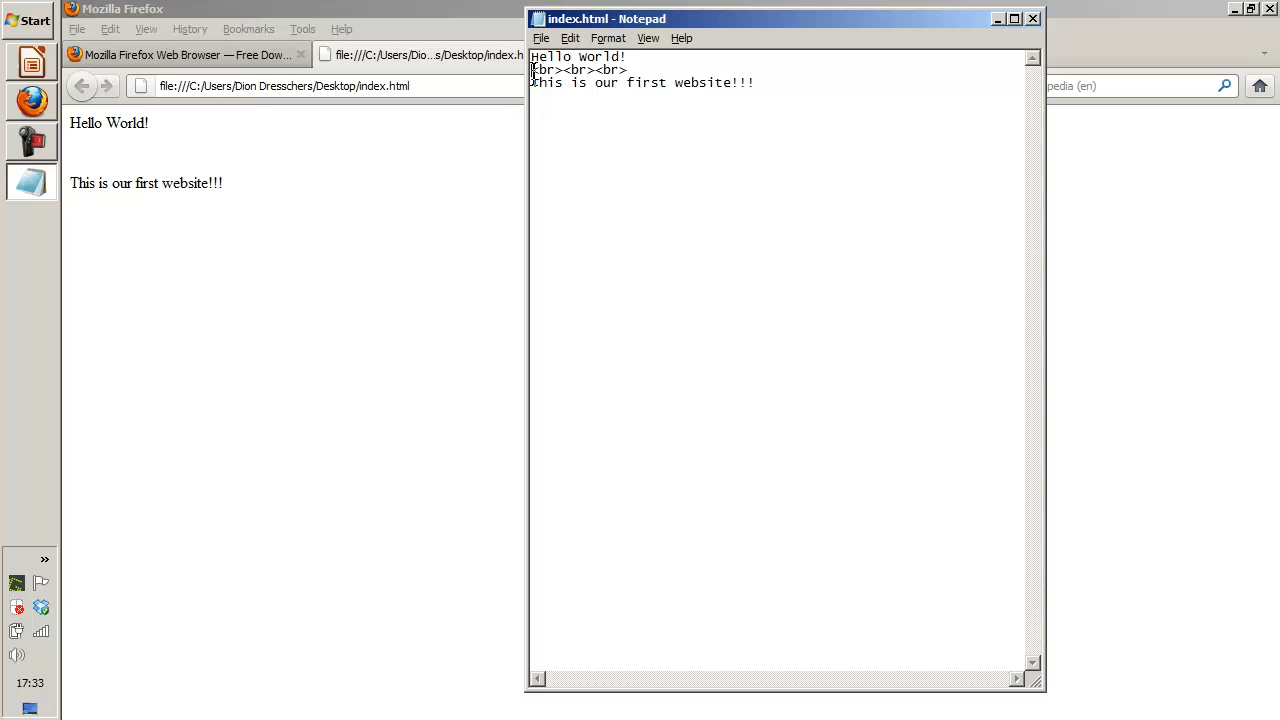 Start
Mozilla Firefox
File Edit View History Bookmarks Tools Help
Mozilla Firefox Web Browser — Free Dow...
file:///C:/Users/Dio...s/Desktop/index.h
file:///C:/Users/Dion Dresschers/Desktop/index.html
pedia (en)
Hello World!
This is our first website!!!
index.html - Notepad
File Edit Format View Help
Hello World!
<br><br><br>
This is our first website!!!
»
17:33